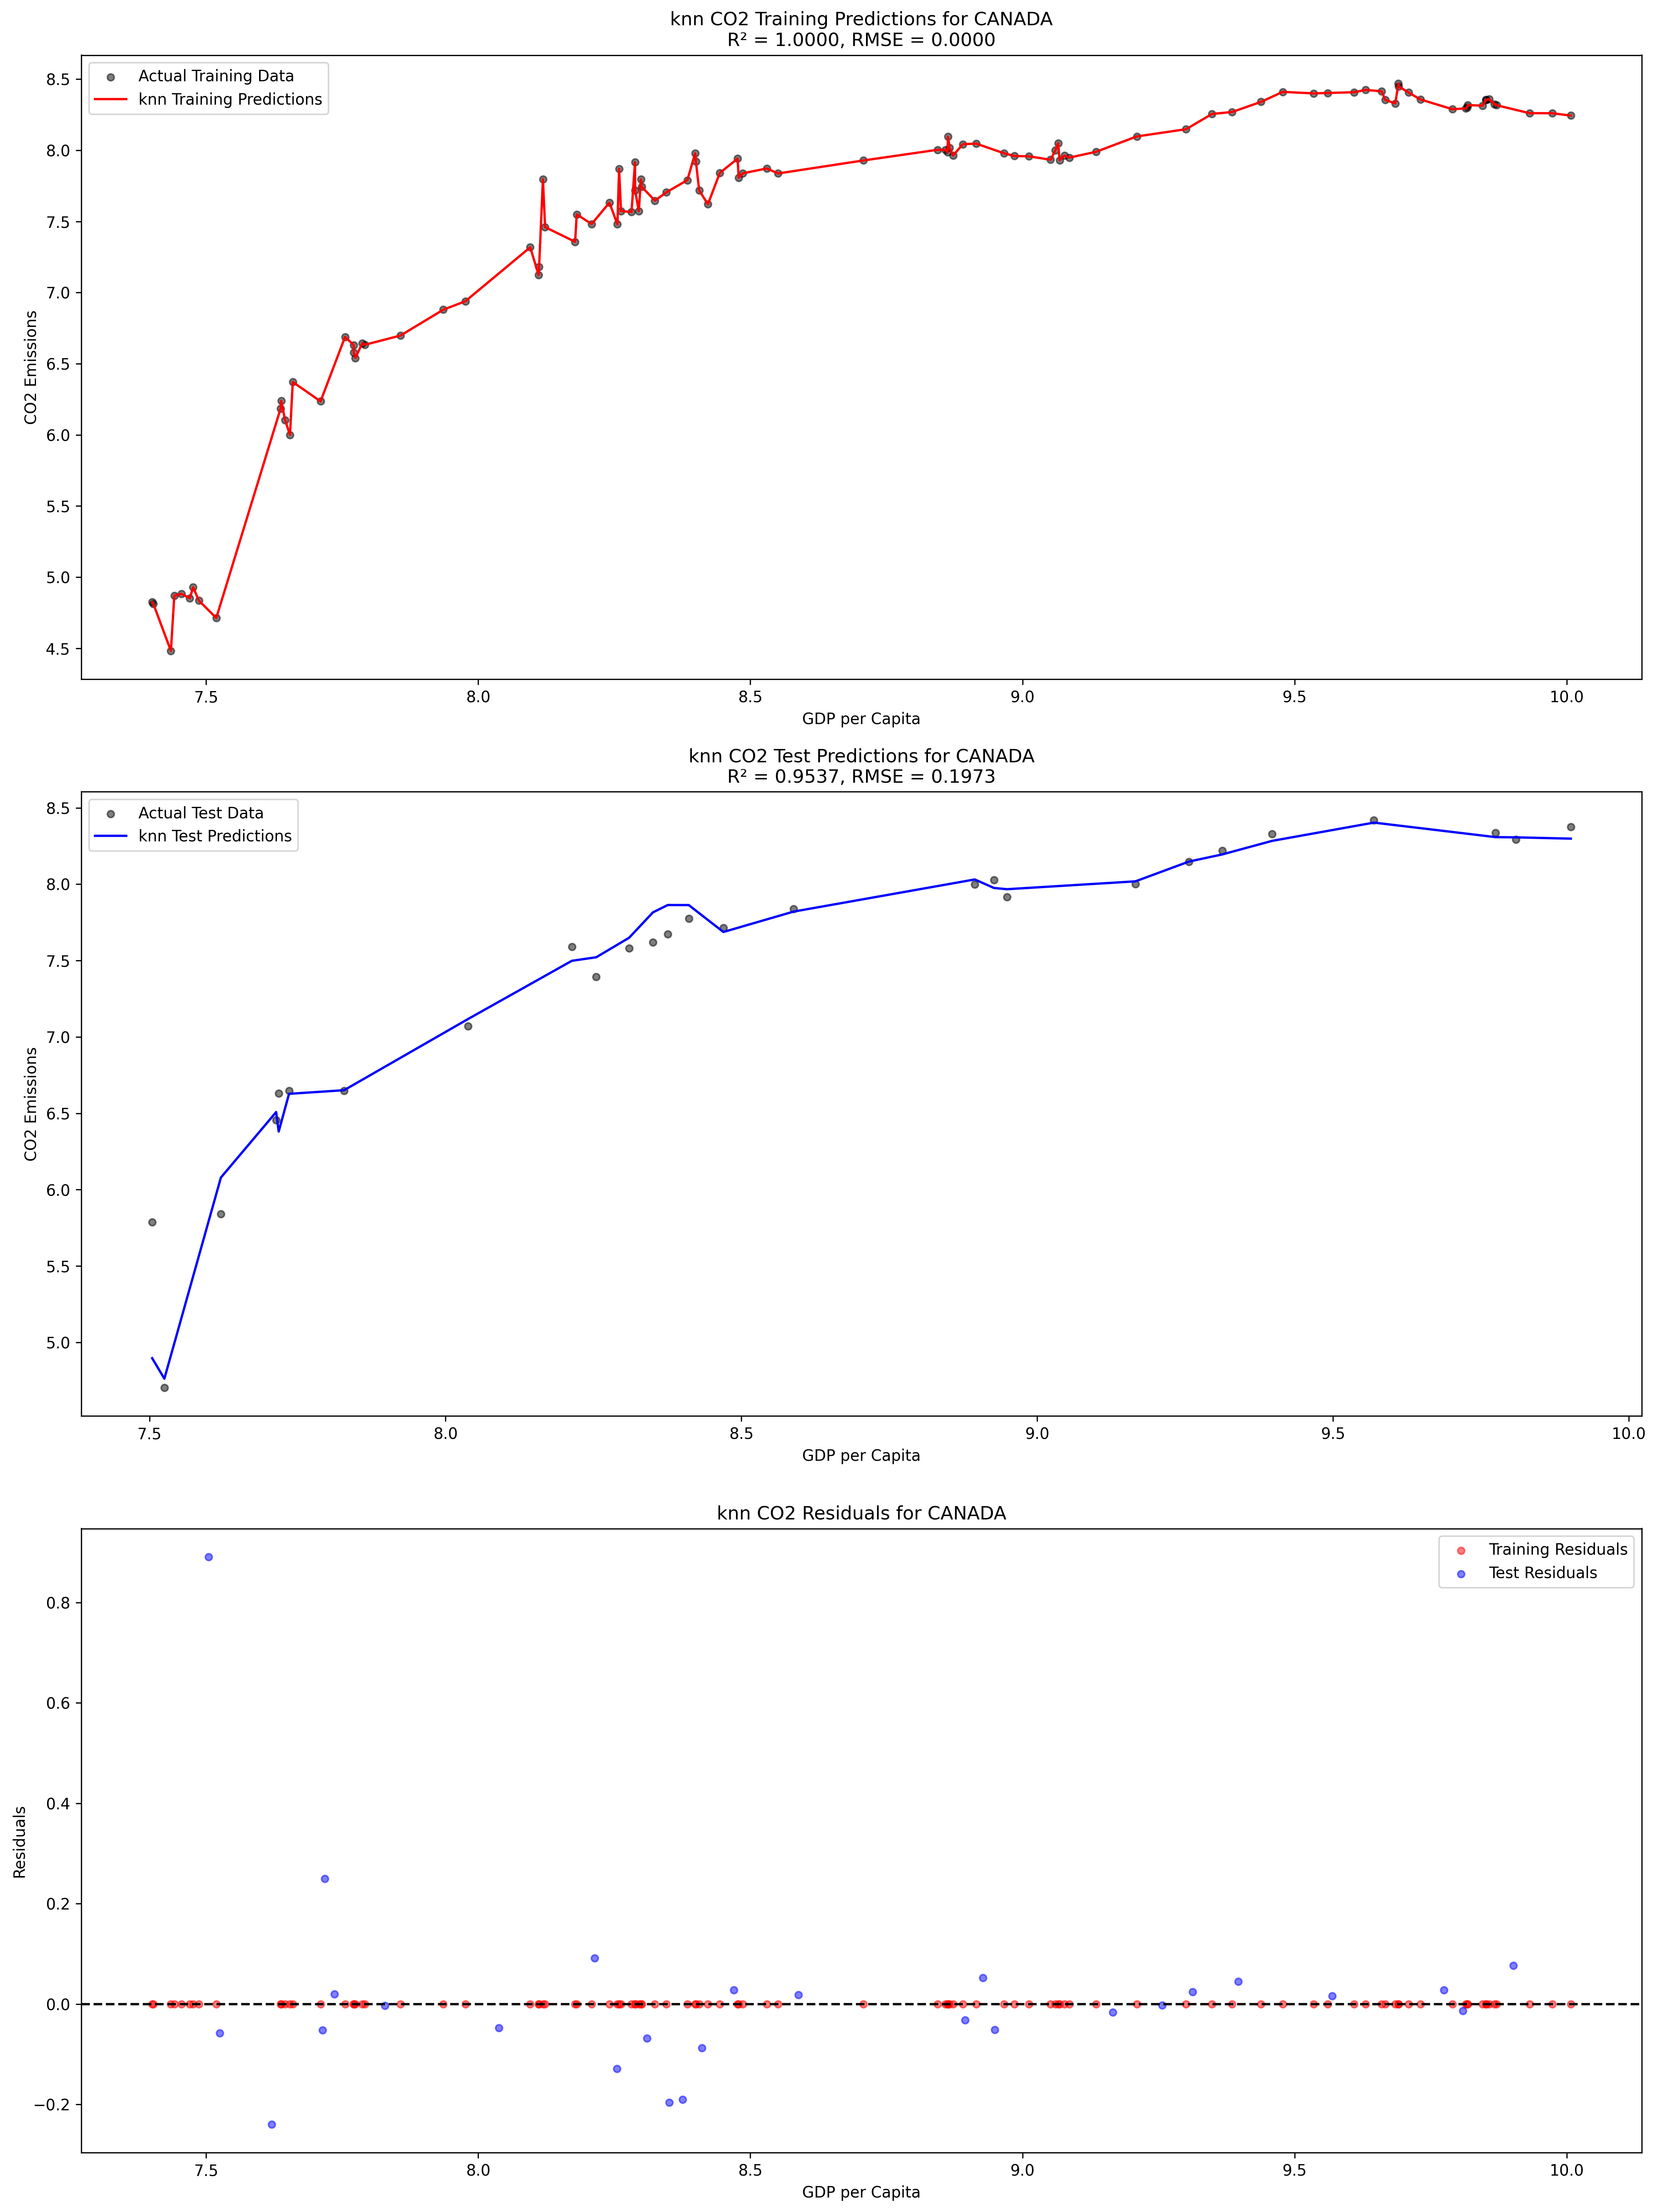 knn CO2 Training Predictions for CANADA
R² = 1.0000, RMSE = 0.0000
Actual Training Data
knn Training Predictions
CO2 Emissions
8.5
8.0
7.5
7.0
6.5
6.0
5.5
5.0
4.5
7.5 8.0 8.5 9.0 9.5 10.0
GDP per Capita
knn CO2 Test Predictions for CANADA
R² = 0.9537, RMSE = 0.1973
Actual Test Data
knn Test Predictions
CO2 Emissions
8.5
8.0
7.5
7.0
6.5
6.0
5.5
5.0
7.5 8.0 8.5 9.0 9.5 10.0
GDP per Capita
knn CO2 Residuals for CANADA
Training Residuals
Test Residuals
Residuals
0.8
0.6
0.4
0.2
0.0
−0.2
7.5 8.0 8.5 9.0 9.5 10.0
GDP per Capita